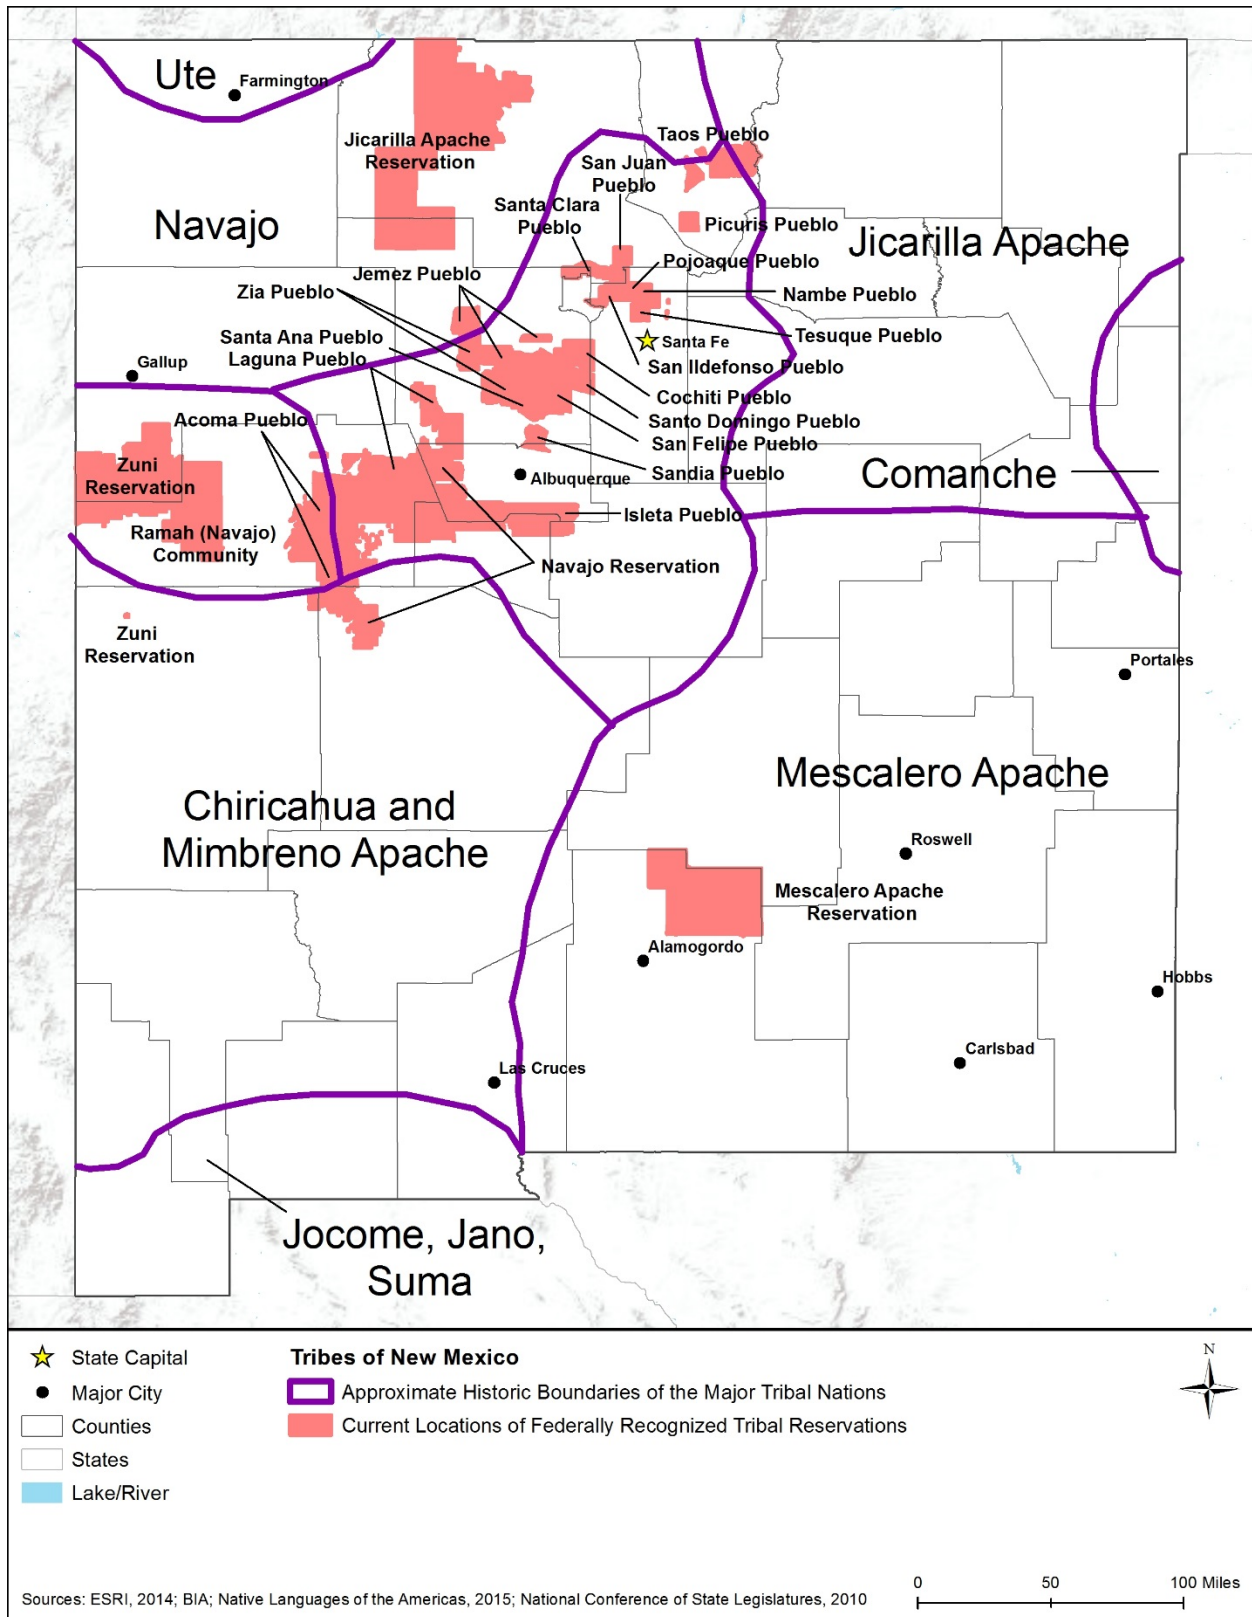 Ute
Farmington
Taos Pueblo
Jicarilla Apache
Reservation
San Juan
Pueblo
Santa Clara
Pueblo
Navajo
Picuris Pueblo
Jicarilla Apache
Pojoaque Pueblo
Jemez Pueblo
Zia Pueblo
Nambe Pueblo
Santa Ana Pueblo
Tesuque Pueblo
Santa Fe
Laguna Pueblo
Gallup
San Ildefonso Pueblo
Cochiti Pueblo
Acoma Pueblo
Santo Domingo Pueblo
San Felipe Pueblo
Zuni
Reservation
Sandia Pueblo
Comanche
Albuquerque
Isleta Pueblo
Ramah (Navajo)
Community
Navajo Reservation
Zuni
Reservation
Portales
Mescalero Apache
Chiricahua and
Mimbreno Apache
Roswell
Mescalero Apache
Reservation
Alamogordo
Hobbs
Carlsbad
Las Cruces
Jocome, Jano,
Suma
State Capital
Major City
Counties
States
Lake/River
Tribes of New Mexico
Approximate Historic Boundaries of the Major Tribal Nations
Current Locations of Federally Recognized Tribal Reservations
N
Sources: ESRI, 2014; BIA; Native Languages of the Americas, 2015; National Conference of State Legislatures, 2010
0 50 100 Miles